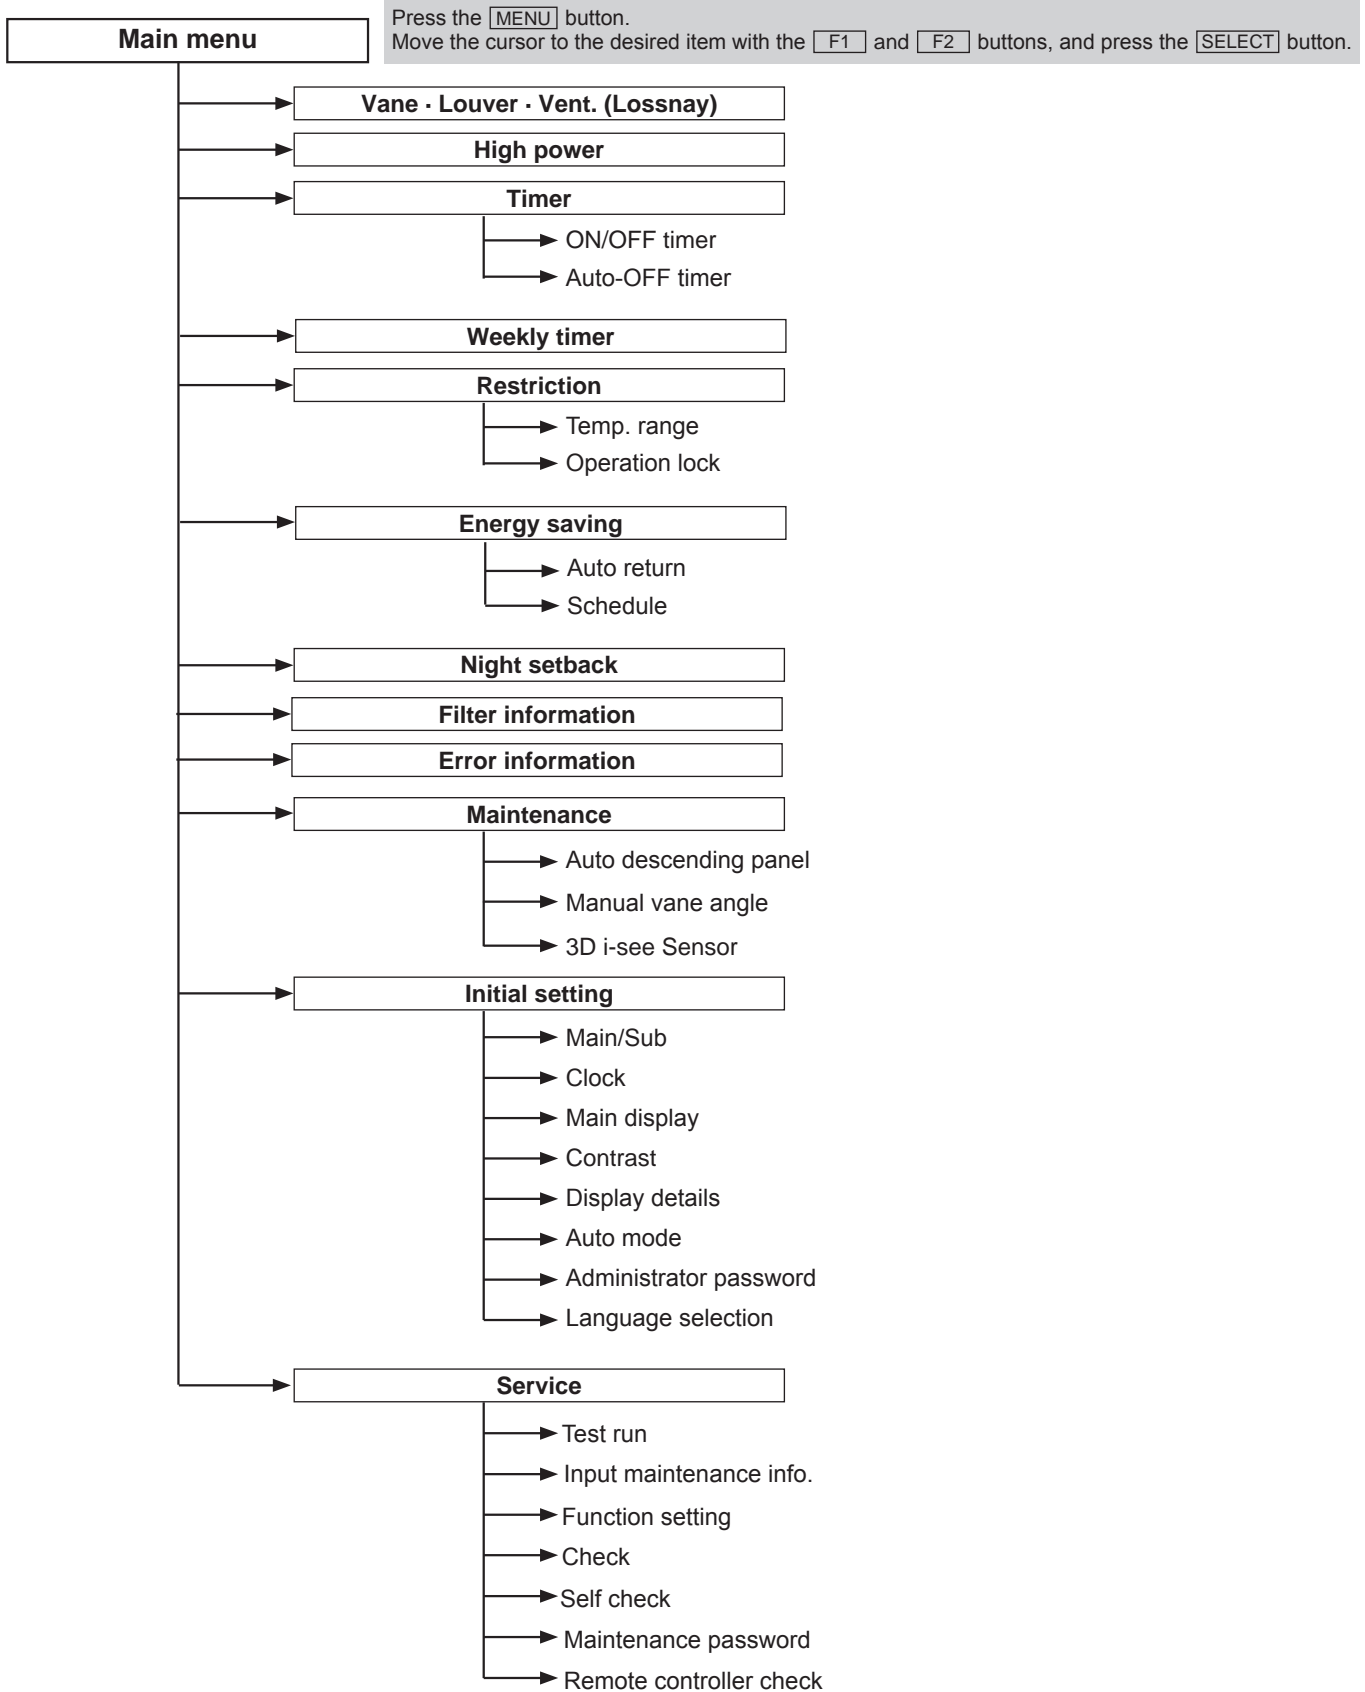 Main menu
Press the MENU button.
Move the cursor to the desired item with the F1 and F2 buttons, and press the SELECT button.
Vane · Louver · Vent. (Lossnay)
High power
Timer
ON/OFF timer
Auto-OFF timer
Weekly timer
Restriction
Temp. range
Operation lock
Energy saving
Auto return
Schedule
Night setback
Filter information
Error information
Maintenance
Auto descending panel
Manual vane angle
3D i-see Sensor
Initial setting
Main/Sub
Clock
Main display
Contrast
Display details
Auto mode
Administrator password
Language selection
Service
Test run
Input maintenance info.
Function setting
Check
Self check
Maintenance password
Remote controller check